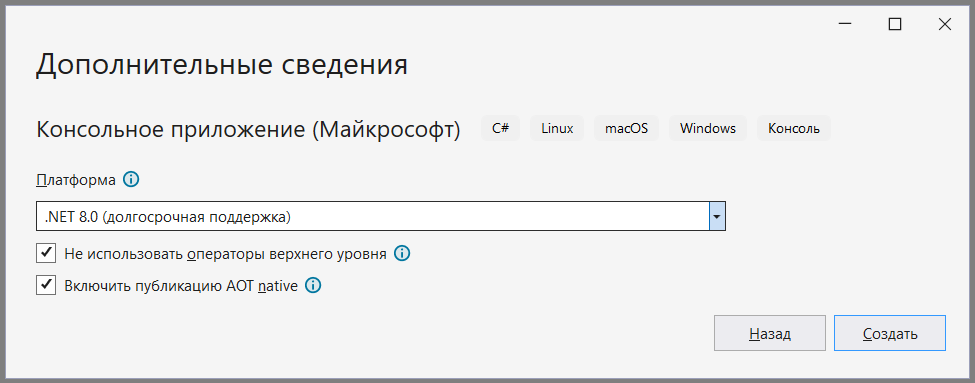 Дополнительные сведения
Консольное приложение (Майкрософт) C# Linux macOS Windows Консоль
Платформа
.NET 8.0 (долгосрочная поддержка)
Не использовать операторы верхнего уровня
Включить публикацию AOT native
Назад Создать